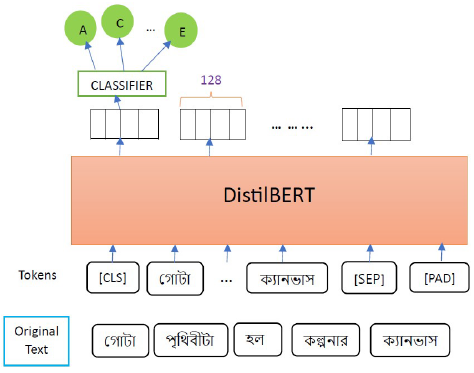 A C ... E
CLASSIFIER
128
... ... ...
DistilBERT
Tokens [CLS] গোটা ... ক্যানভাস [SEP] [PAD]
Original Text গোটা পৃথিবীটা হল কল্পনার ক্যানভাস